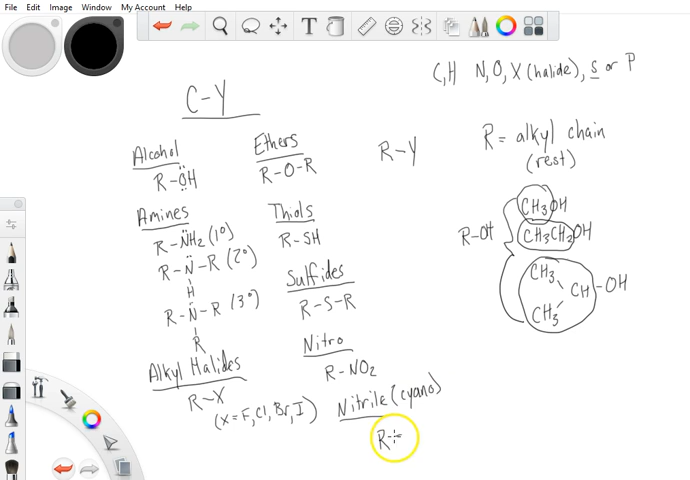 File Edit Image Window My Account Help
C,H N,O,X (halide), S or P
C-Y
Alcohol
R-ÖH
Ethers
R-O-R
R-Y
R = alkyl chain
(rest)
Amines
R-NH2 (1°)
R-N-R (2°)
H
R-N-R (3°)
R
Thiols
R-SH
Sulfides
R-S-R
R-OH
CH3OH
CH3CH2OH
CH3
CH-OH
CH3
Alkyl Halides
R-X
(X = F, Cl, Br, I)
Nitro
R-NO2
Nitrile (cyano)
R-